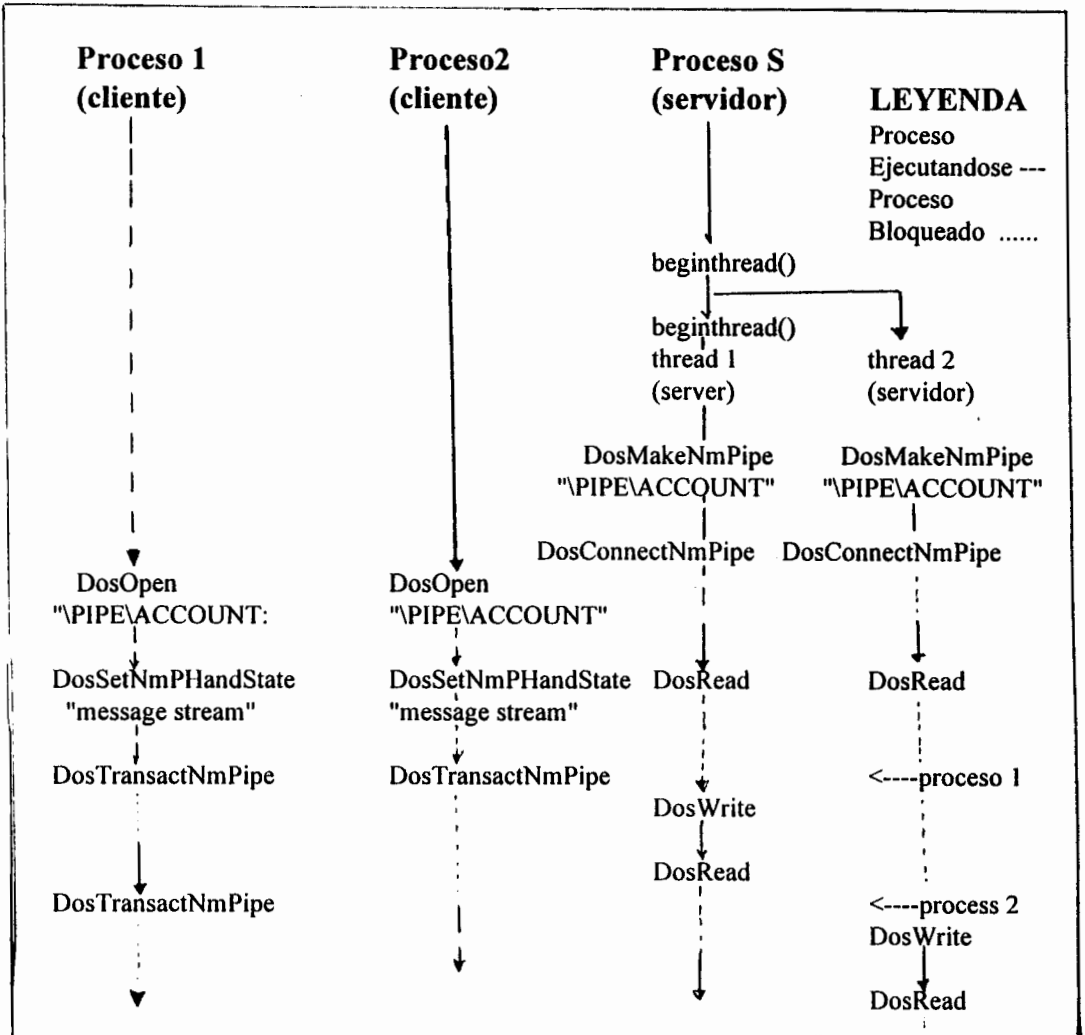 Proceso 1
(cliente)
Proceso2
(cliente)
Proceso S
(servidor)
LEYENDA
Proceso
Ejecutandose ---
Proceso
Bloqueado ......
beginthread()
beginthread()
thread 1
(server)
thread 2
(servidor)
DosMakeNmPipe
"\PIPE\ACCOUNT"
DosMakeNmPipe
"\PIPE\ACCOUNT"
DosConnectNmPipe
DosConnectNmPipe
DosOpen
"\PIPE\ACCOUNT:
DosOpen
"\PIPE\ACCOUNT"
DosSetNmPHandState
"message stream"
DosSetNmPHandState
"message stream"
DosRead
DosRead
DosTransactNmPipe
DosTransactNmPipe
<----proceso 1
DosWrite
DosRead
DosTransactNmPipe
<----process 2
DosWrite
DosRead